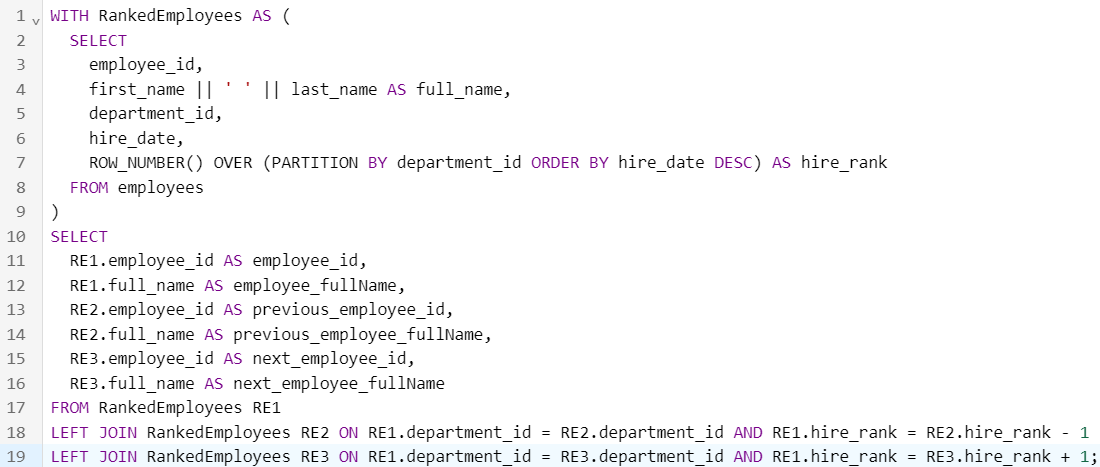 1 WITH RankedEmployees AS (
2   SELECT
3     employee_id,
4     first_name || ' ' || last_name AS full_name,
5     department_id,
6     hire_date,
7     ROW_NUMBER() OVER (PARTITION BY department_id ORDER BY hire_date DESC) AS hire_rank
8   FROM employees
9 )
10 SELECT
11   RE1.employee_id AS employee_id,
12   RE1.full_name AS employee_fullName,
13   RE2.employee_id AS previous_employee_id,
14   RE2.full_name AS previous_employee_fullName,
15   RE3.employee_id AS next_employee_id,
16   RE3.full_name AS next_employee_fullName
17 FROM RankedEmployees RE1
18 LEFT JOIN RankedEmployees RE2 ON RE1.department_id = RE2.department_id AND RE1.hire_rank = RE2.hire_rank - 1
19 LEFT JOIN RankedEmployees RE3 ON RE1.department_id = RE3.department_id AND RE1.hire_rank = RE3.hire_rank + 1;